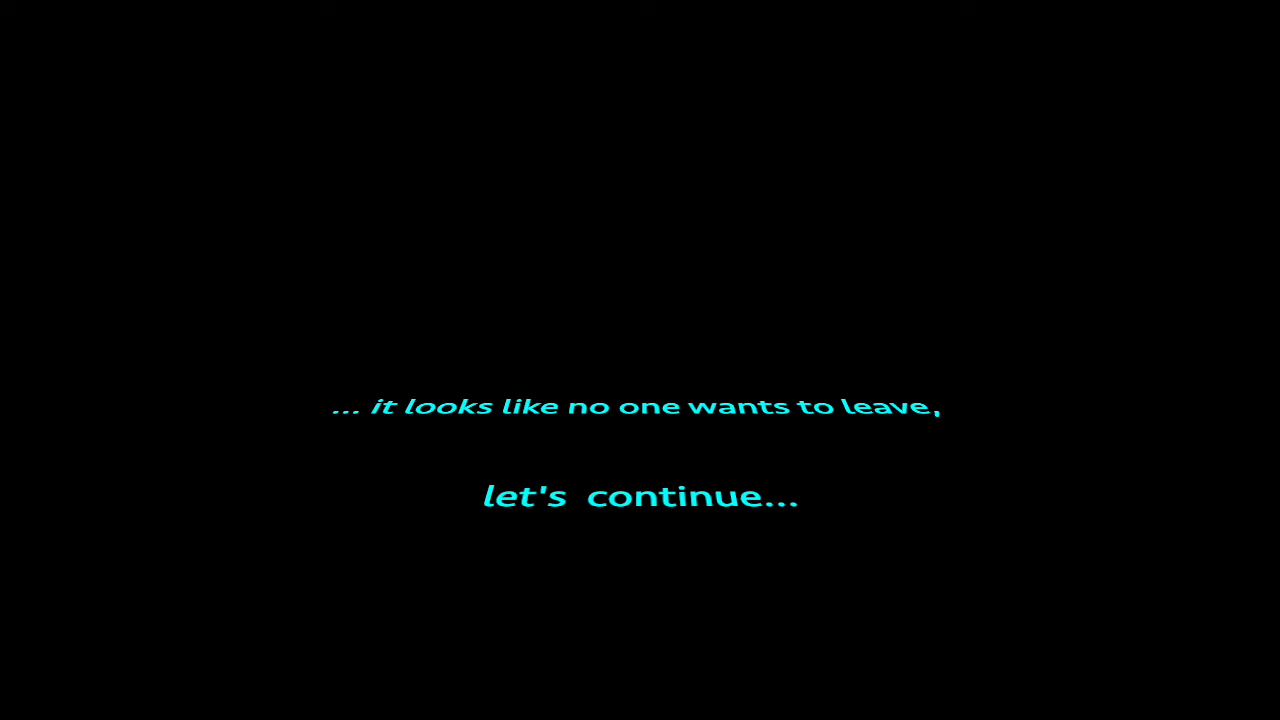 ... it looks like no one wants to leave,
let's continue...